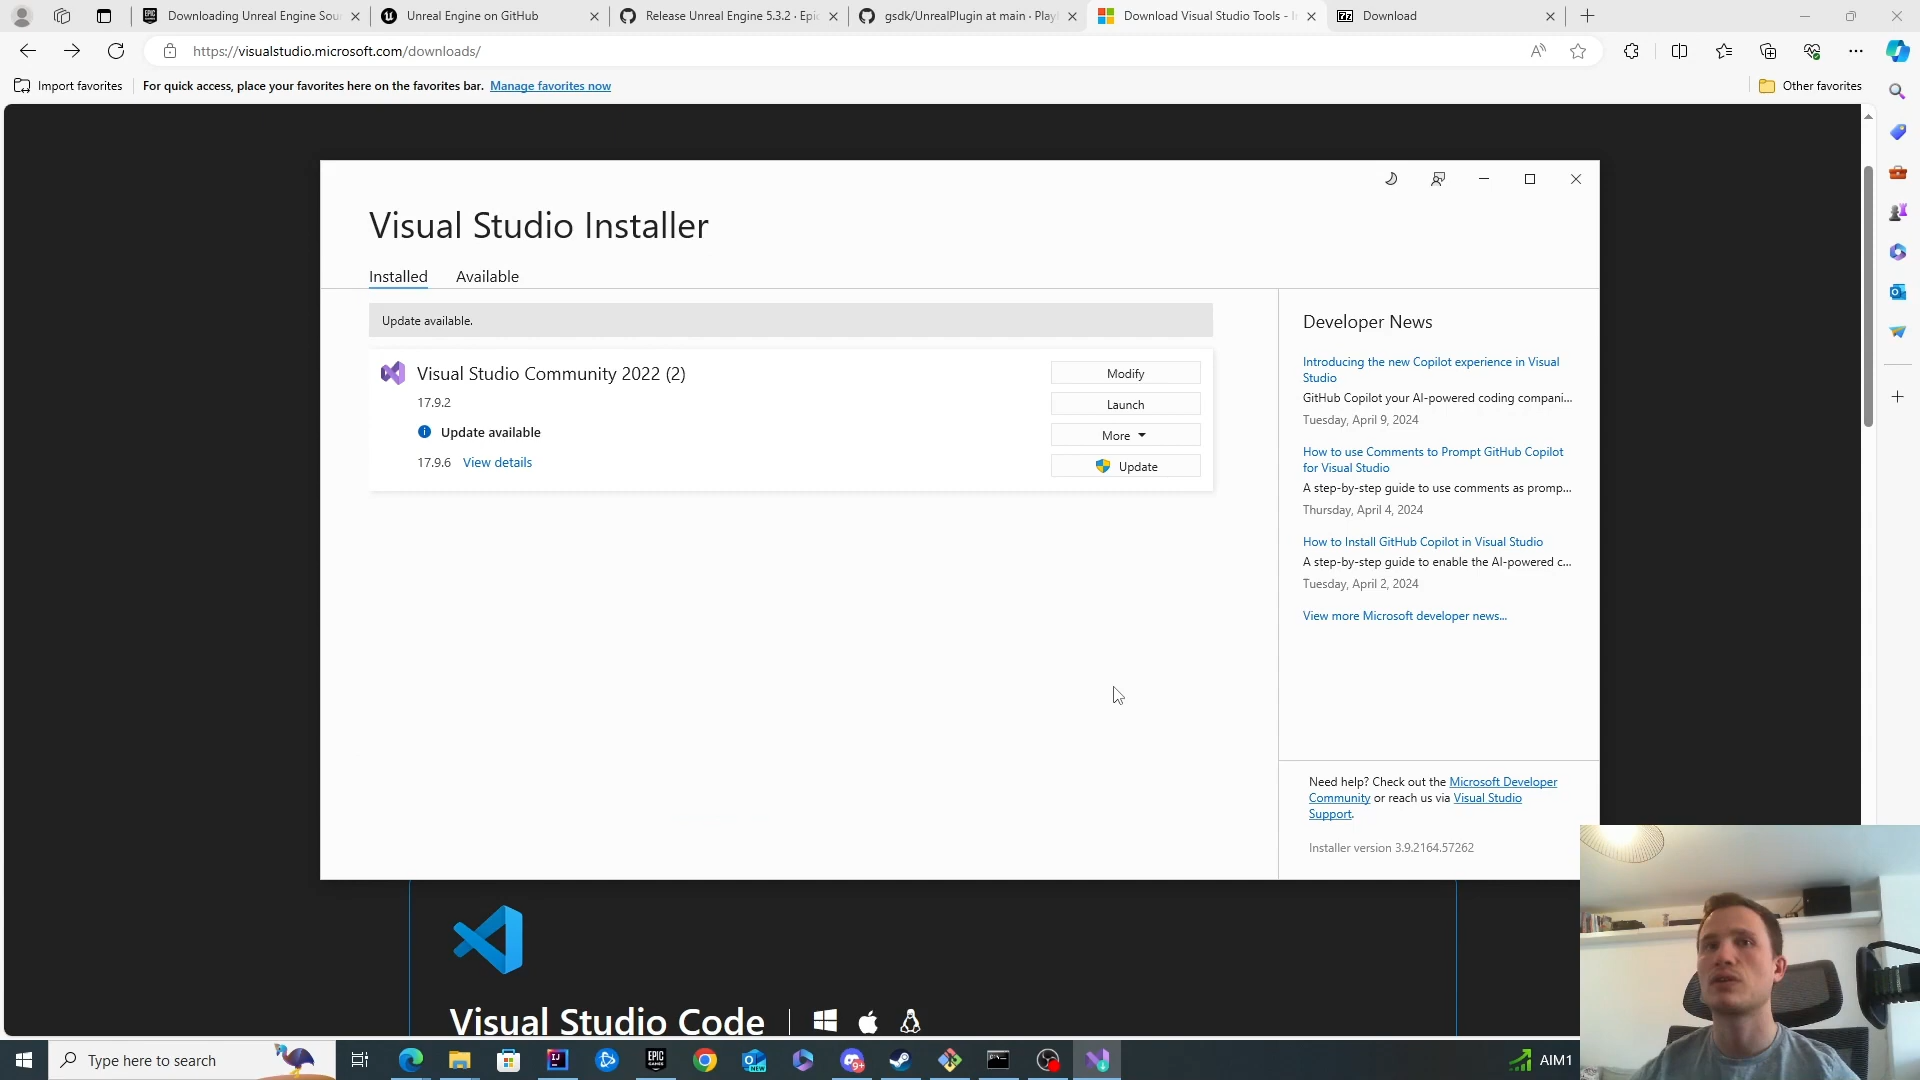 Downloading Unreal Engine Sou
Unreal Engine on GitHub
Release Unreal Engine 5.3.2 · Epic
gsdk/UnrealPlugin at main · Playf
Download Visual Studio Tools - I
Download
https://visualstudio.microsoft.com/downloads/
Import favorites
For quick access, place your favorites here on the favorites bar. Manage favorites now
Other favorites
Visual Studio Installer
Installed
Available
Update available.
Visual Studio Community 2022 (2)
17.9.2
Update available
17.9.6 View details
Modify
Launch
More
Update
Developer News
Introducing the new Copilot experience in Visual
Studio
GitHub Copilot your AI-powered coding compani...
Tuesday, April 9, 2024
How to use Comments to Prompt GitHub Copilot
for Visual Studio
A step-by-step guide to use comments as promp...
Thursday, April 4, 2024
How to Install GitHub Copilot in Visual Studio
A step-by-step guide to enable the AI-powered c...
Tuesday, April 2, 2024
View more Microsoft developer news...
Need help? Check out the Microsoft Developer
Community or reach us via Visual Studio
Support.
Installer version 3.9.2164.57262
Visual Studio Code
Type here to search
AIM1